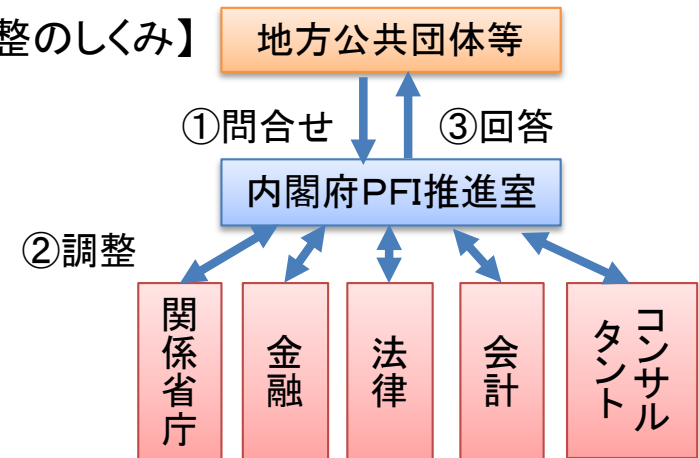 整のしくみ】
地方公共団体等
①問合せ
③回答
内閣府PFI推進室
②調整
関係省庁
金融
法律
会計
コンサル
タント